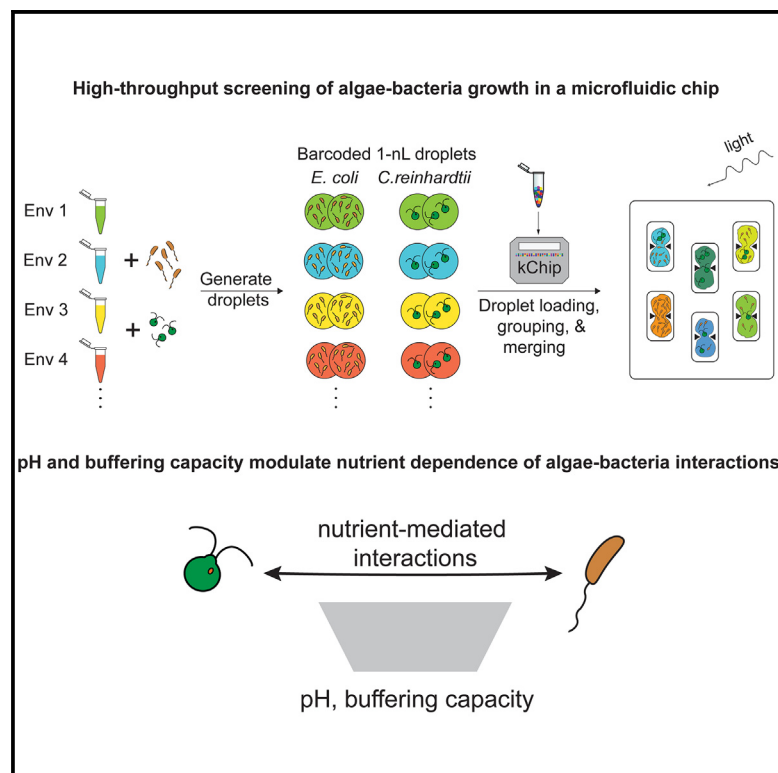 High-throughput screening of algae-bacteria growth in a microfluidic chip
light
Barcoded 1-nL droplets
E. coli C.reinhardtii
Env 1
Env 2
Env 3
Env 4
+
+
Generate
droplets
kChip
Droplet loading,
grouping, &
merging
pH and buffering capacity modulate nutrient dependence of algae-bacteria interactions
nutrient-mediated
interactions
pH, buffering capacity